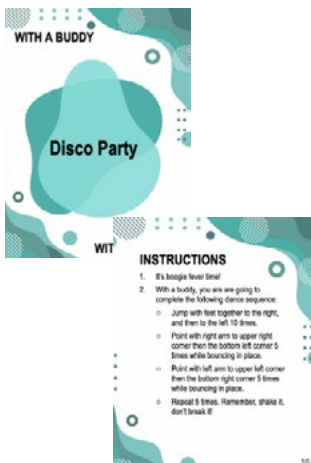 WITH A BUDDY
Disco Party
WIT
INSTRUCTIONS
1. It's boogie fever time!
2. With a buddy, you are are going to
complete the following dance sequence:
○ Jump with feet together to the right,
and then to the left 10 times.
○ Point with right arm to upper right
corner then the bottom left corner 5
times while bouncing in place.
○ Point with left arm to upper left corner
then the bottom right corner 5 times
while bouncing in place.
○ Repeat 5 times. Remember, shake it,
don't break it!